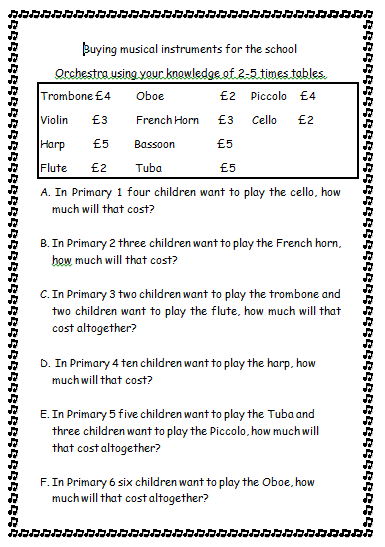 Buying musical instruments for the school
Orchestra using your knowledge of 2-5 times tables.
Trombone £4 Oboe £2 Piccolo £4
Violin £3 French Horn £3 Cello £2
Harp £5 Bassoon £5
Flute £2 Tuba £5
A. In Primary 1 four children want to play the cello, how
much will that cost?
B. In Primary 2 three children want to play the French horn,
how much will that cost?
C. In Primary 3 two children want to play the trombone and
two children want to play the flute, how much will that
cost altogether?
D. In Primary 4 ten children want to play the harp, how
much will that cost?
E. In Primary 5 five children want to play the Tuba and
three children want to play the Piccolo, how much will
that cost altogether?
F. In Primary 6 six children want to play the Oboe, how
much will that cost altogether?